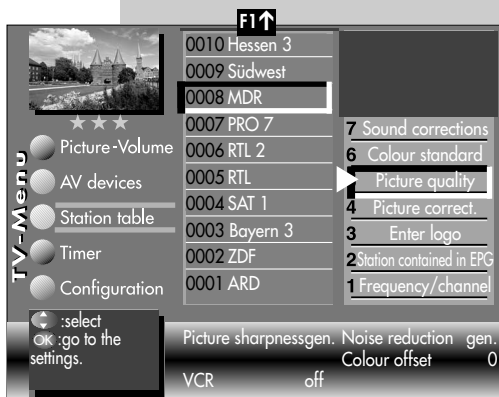 F1↑
TV-Menu
Picture-Volume
AV devices
Station table
Timer
Configuration
:select
OK :go to the
settings.
0010 Hessen 3
0009 Südwest
0008 MDR
0007 PRO 7
0006 RTL 2
0005 RTL
0004 SAT 1
0003 Bayern 3
0002 ZDF
0001 ARD
7 Sound corrections
6 Colour standard
Picture quality
4 Picture correct.
3 Enter logo
2 Station contained in EPG
1 Frequency/channel
Picture sharpness gen. Noise reduction gen.
Colour offset 0
VCR off